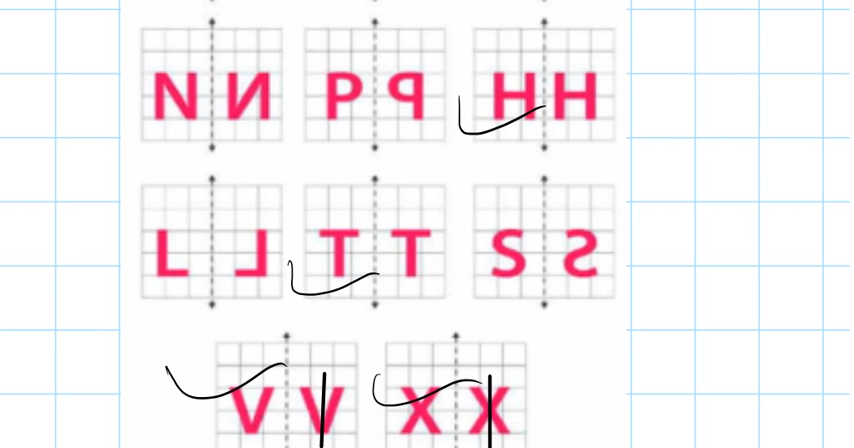 N И P ꟼ H H
L ⅃ T T S Ƨ
V V X X